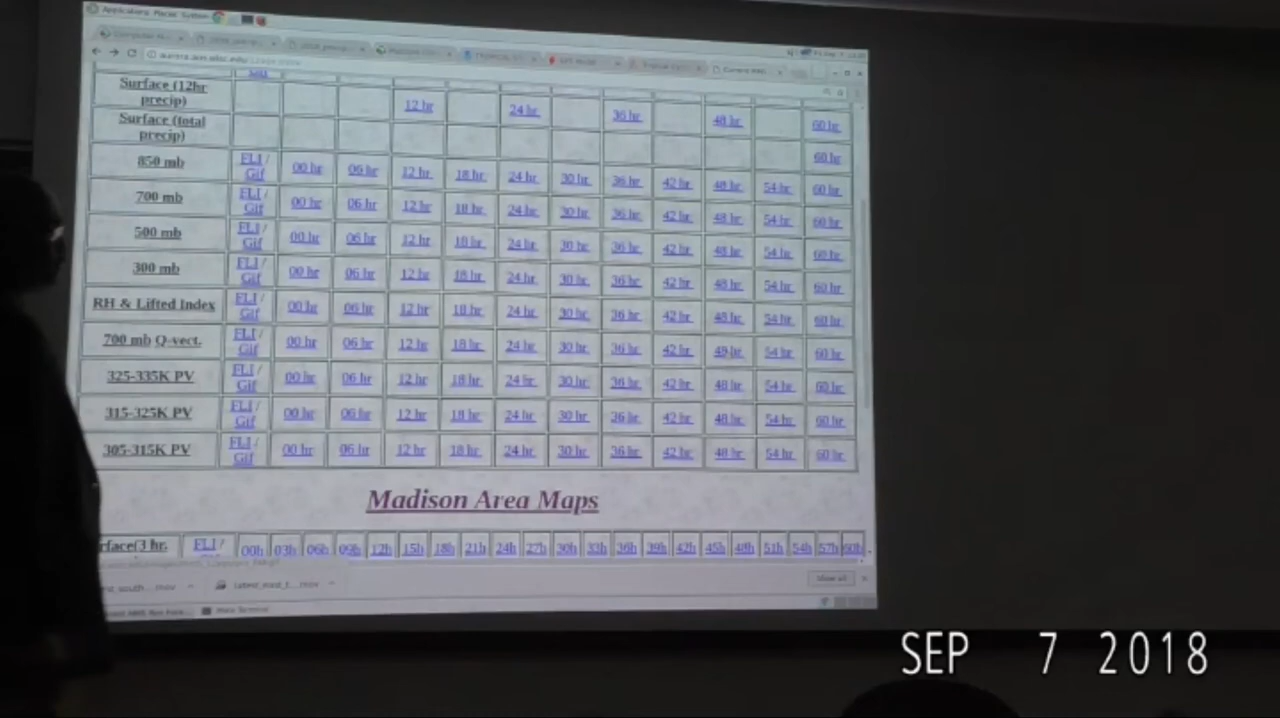 Applications Places System
Surface (12hr precip) 12 hr 24 hr 36 hr 48 hr 60 hr
Surface (total precip) 60 hr
850 mb FLI / Gif 00 hr 06 hr 12 hr 18 hr 24 hr 30 hr 36 hr 42 hr 48 hr 54 hr 60 hr
700 mb FLI / Gif 00 hr 06 hr 12 hr 18 hr 24 hr 30 hr 36 hr 42 hr 48 hr 54 hr 60 hr
500 mb FLI / Gif 00 hr 06 hr 12 hr 18 hr 24 hr 30 hr 36 hr 42 hr 48 hr 54 hr 60 hr
300 mb FLI / Gif 00 hr 06 hr 12 hr 18 hr 24 hr 30 hr 36 hr 42 hr 48 hr 54 hr 60 hr
RH & Lifted Index FLI / Gif 00 hr 06 hr 12 hr 18 hr 24 hr 30 hr 36 hr 42 hr 48 hr 54 hr 60 hr
700 mb Q-vect. FLI / Gif 00 hr 06 hr 12 hr 18 hr 24 hr 30 hr 36 hr 42 hr 48 hr 54 hr 60 hr
325-335K PV FLI / Gif 00 hr 06 hr 12 hr 18 hr 24 hr 30 hr 36 hr 42 hr 48 hr 54 hr 60 hr
315-325K PV FLI / Gif 00 hr 06 hr 12 hr 18 hr 24 hr 30 hr 36 hr 42 hr 48 hr 54 hr 60 hr
305-315K PV FLI / Gif 00 hr 06 hr 12 hr 18 hr 24 hr 30 hr 36 hr 42 hr 48 hr 54 hr 60 hr
Madison Area Maps
rface(3 hr. FLI / 00h 03h 06h 09h 12h 15h 18h 21h 24h 27h 30h 33h 36h 39h 42h 45h 48h 51h 54h 57h 60h
Show all
SEP 7 2018